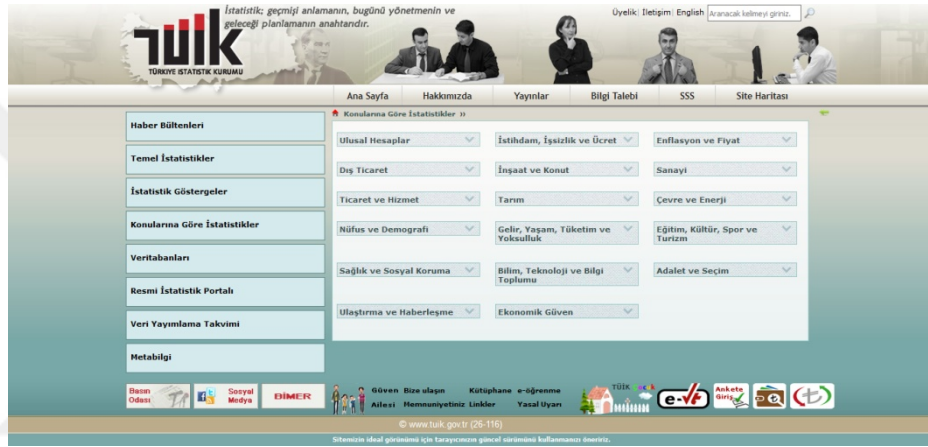 İstatistik; geçmişi anlamanın, bugünü yönetmenin ve
geleceği planlamanın anahtarıdır.
Üyelik| İletişim| English Aranacak kelimeyi giriniz.
TÜİK
TÜRKİYE İSTATİSTİK KURUMU
Ana Sayfa Hakkımızda Yayınlar Bilgi Talebi SSS Site Haritası
Konularına Göre İstatistikler »
Haber Bültenleri
Temel İstatistikler
İstatistik Göstergeler
Konularına Göre İstatistikler
Veritabanları
Resmi İstatistik Portalı
Veri Yayımlama Takvimi
Metabilgi
Ulusal Hesaplar
İstihdam, İşsizlik ve Ücret
Enflasyon ve Fiyat
Dış Ticaret
İnşaat ve Konut
Sanayi
Ticaret ve Hizmet
Tarım
Çevre ve Enerji
Nüfus ve Demografi
Gelir, Yaşam, Tüketim ve
Yoksulluk
Eğitim, Kültür, Spor ve
Turizm
Sağlık ve Sosyal Koruma
Bilim, Teknoloji ve Bilgi
Toplumu
Adalet ve Seçim
Ulaştırma ve Haberleşme
Ekonomik Güven
Basın
Odası
Sosyal
Medya
BİMER
Güven Bize ulaşın Kütüphane e-öğrenme
Ailesi Memnuniyetiniz Linkler Yasal Uyarı
TÜİK
Ankete
Giriş
© www.tuik.gov.tr (26-116)
Sitemizin ideal görünümü için tarayıcınızın güncel sürümünü kullanmanızı öneririz.